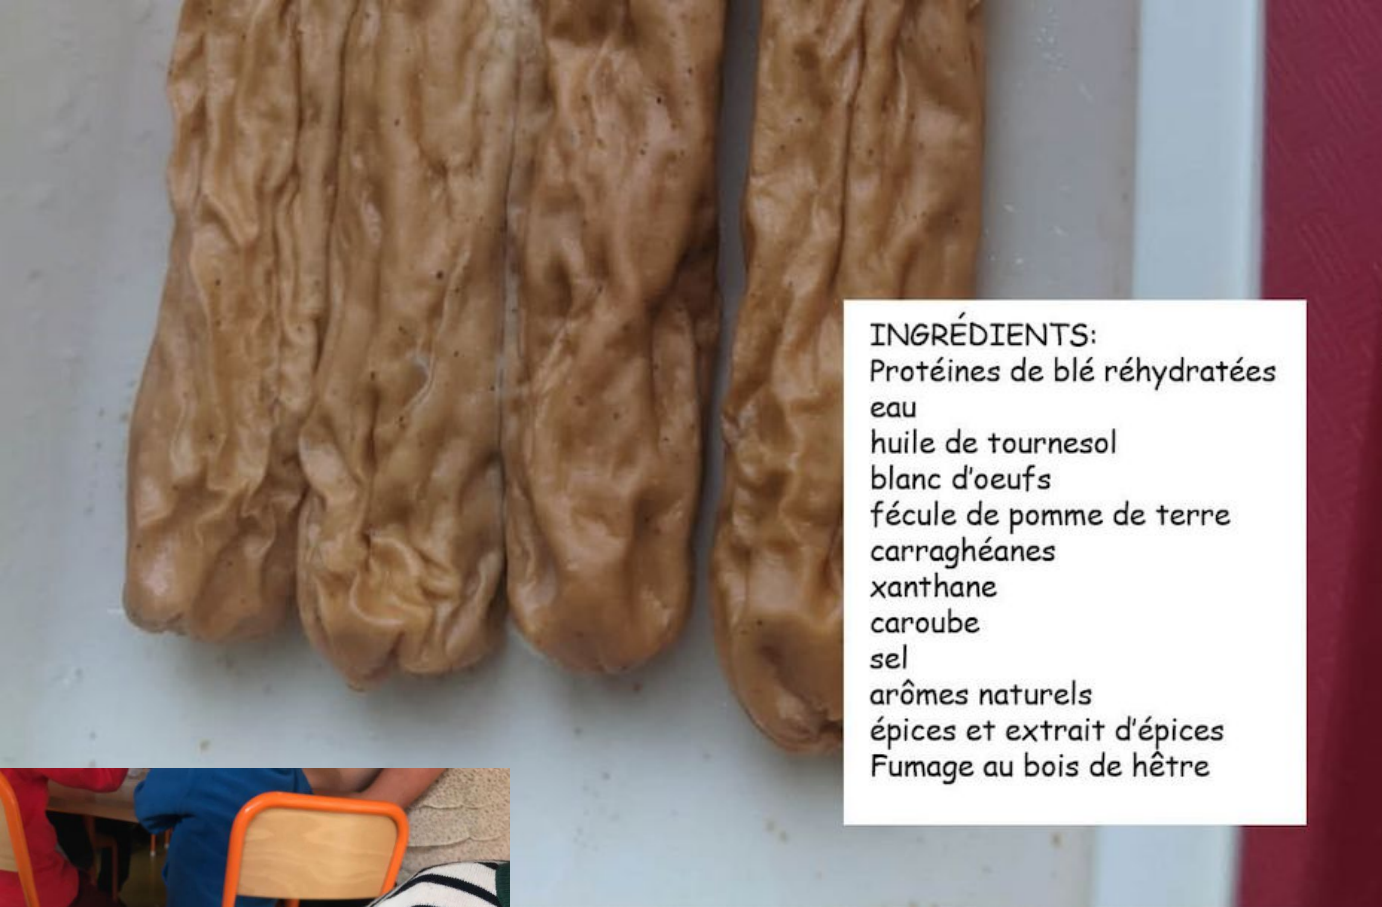 INGRÉDIENTS:
Protéines de blé réhydratées
eau
huile de tournesol
blanc d'oeufs
fécule de pomme de terre
carraghéanes
xanthane
caroube
sel
arômes naturels
épices et extrait d'épices
Fumage au bois de hêtre